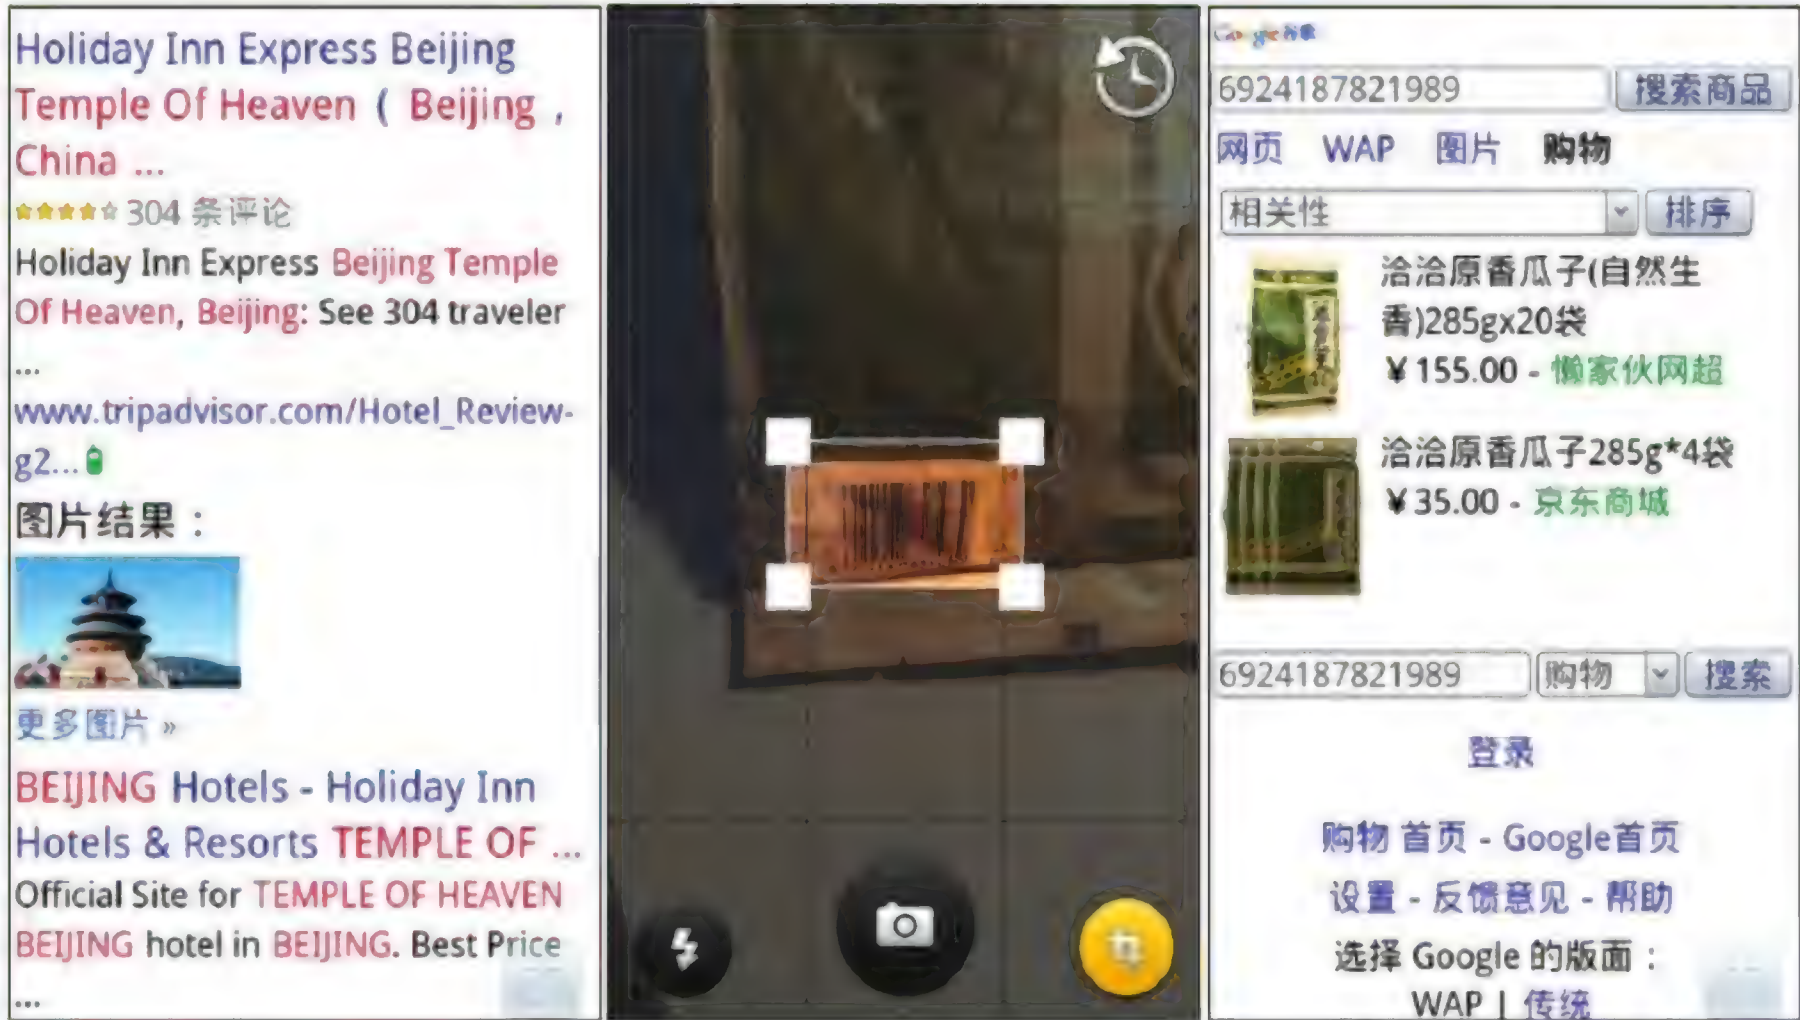 Holiday Inn Express Beijing
Temple Of Heaven ( Beijing ,
China ...
304 条评论
Holiday Inn Express Beijing Temple
Of Heaven, Beijing: See 304 traveler
...
www.tripadvisor.com/Hotel_Review-
g2...
图片结果：
更多图片 »
BEIJING Hotels - Holiday Inn
Hotels & Resorts TEMPLE OF ...
Official Site for TEMPLE OF HEAVEN
BEIJING hotel in BEIJING. Best Price
...
Google 谷歌
6924187821989 搜索商品
网页 WAP 图片 购物
相关性 排序
洽洽原香瓜子(自然生
香)285gx20袋
￥155.00 - 懒家伙网超
洽洽原香瓜子285g*4袋
￥35.00 - 京东商城
6924187821989 购物 搜索
登录
购物 首页 - Google首页
设置 - 反馈意见 - 帮助
选择 Google 的版面：
WAP | 传统